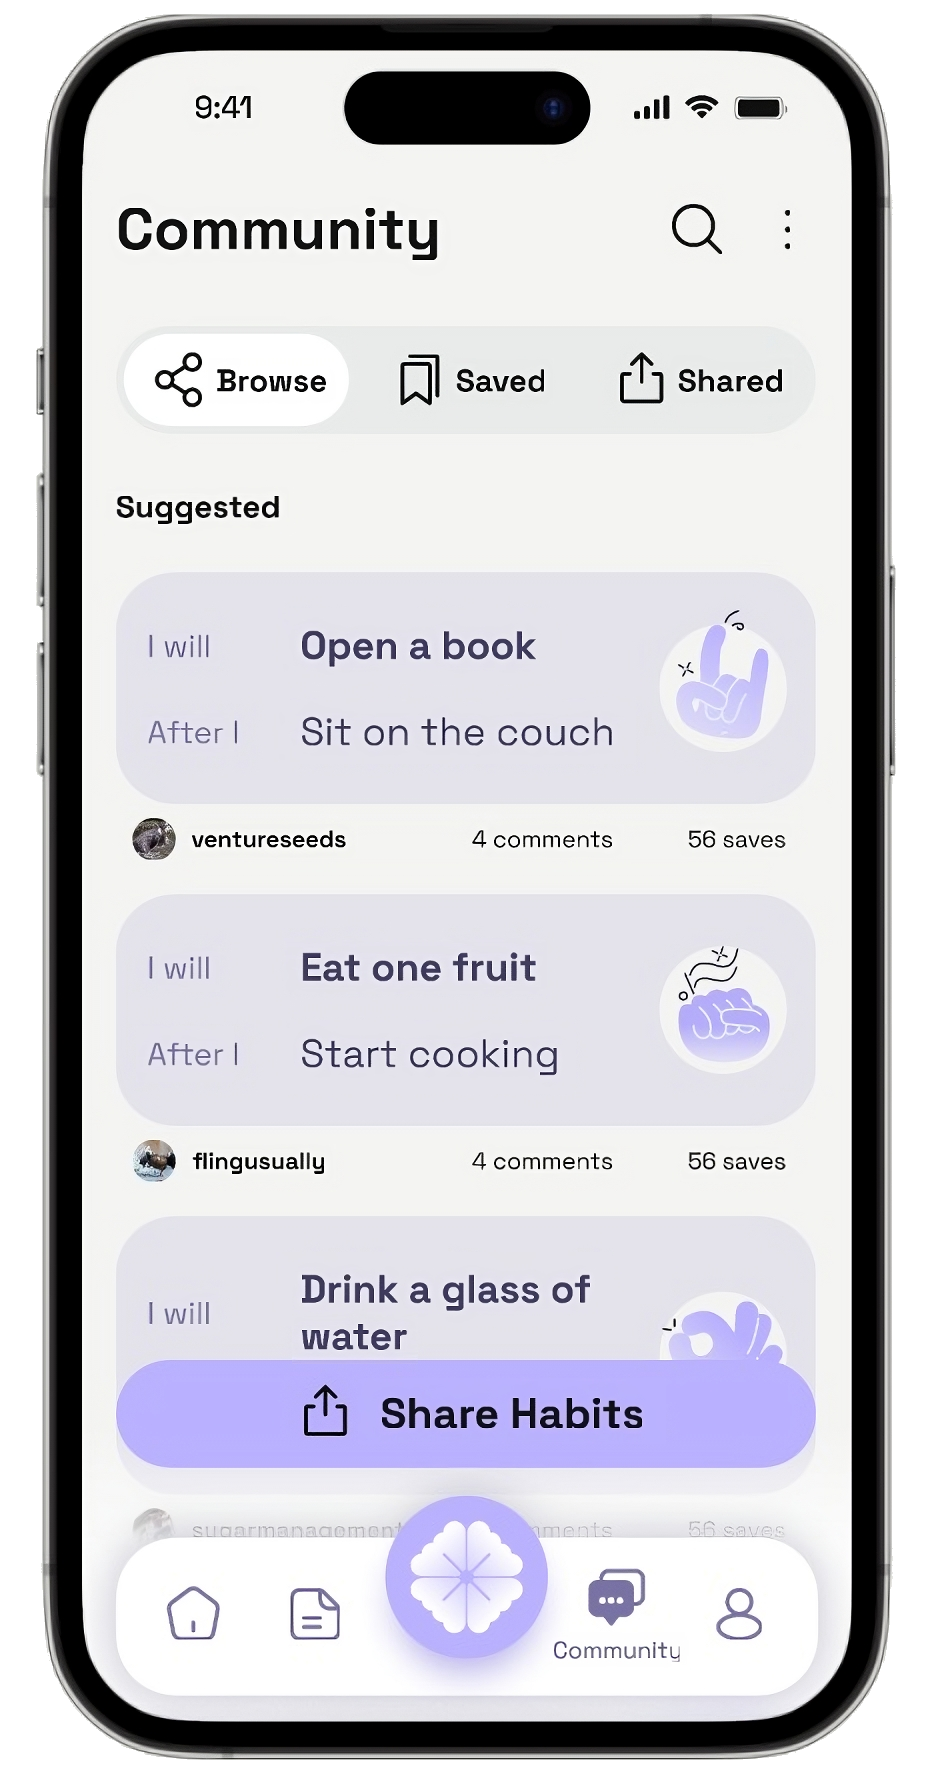 9:41
Community
Browse
Saved
Shared
Suggested
I will
Open a book
After I
Sit on the couch
ventureseeds
4 comments
56 saves
I will
Eat one fruit
After I
Start cooking
flingusually
4 comments
56 saves
I will
Drink a glass of
water
Share Habits
sugarmanagement
56 saves
Community